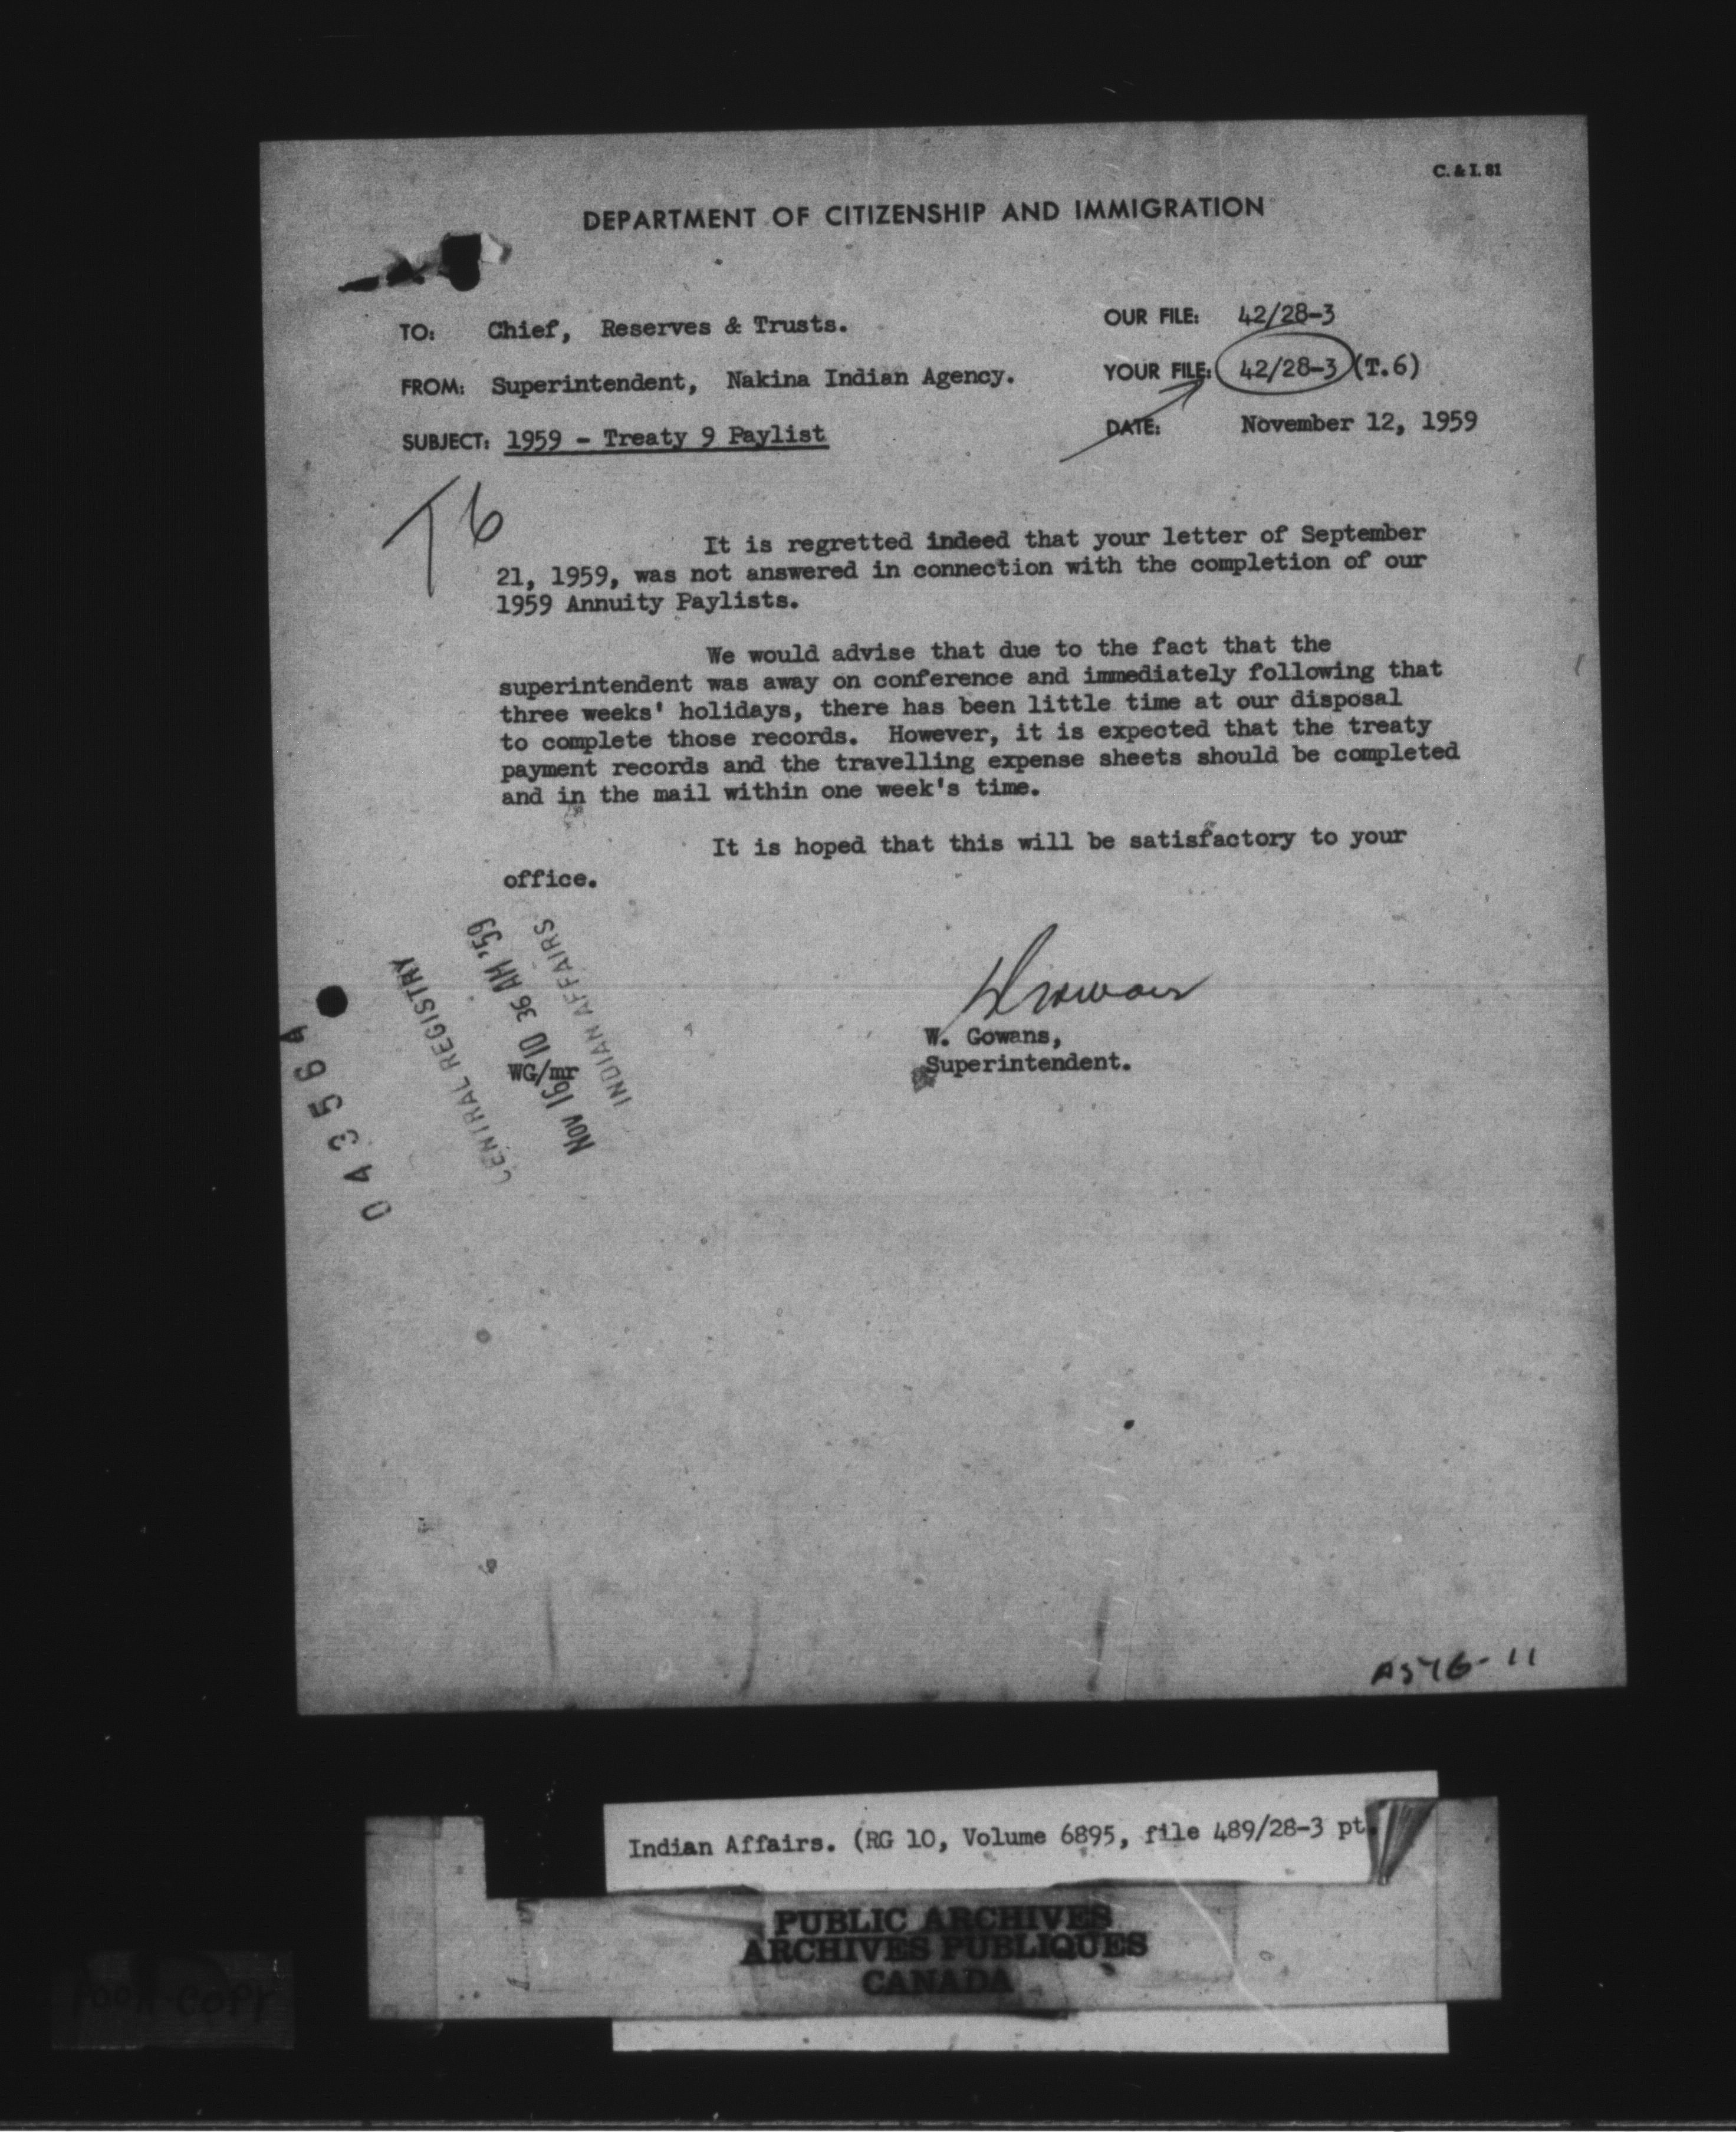 C. & I. 81
DEPARTMENT OF CITIZENSHIP AND IMMIGRATION
TO: Chief, Reserves & Trusts.
OUR FILE: 42/28-3
FROM: Superintendent, Nakina Indian Agency.
YOUR FILE: 42/28-3 (T.6)
SUBJECT: 1959 - Treaty 9 Paylist
DATE: November 12, 1959
T6
It is regretted indeed that your letter of September
21, 1959, was not answered in connection with the completion of our
1959 Annuity Paylists.
We would advise that due to the fact that the
superintendent was away on conference and immediately following that
three weeks' holidays, there has been little time at our disposal
to complete those records. However, it is expected that the treaty
payment records and the travelling expense sheets should be completed
and in the mail within one week's time.
It is hoped that this will be satisfactory to your
office.
W. Gowans,
Superintendent.
WG/mr
CENTRAL REGISTRY
NOV 16 10 36 AM '59
INDIAN AFFAIRS
043564
A576-11
Indian Affairs. (RG 10, Volume 6895, file 489/28-3 pt
PUBLIC ARCHIVES
ARCHIVES PUBLIQUES
CANADA
POOR COPY